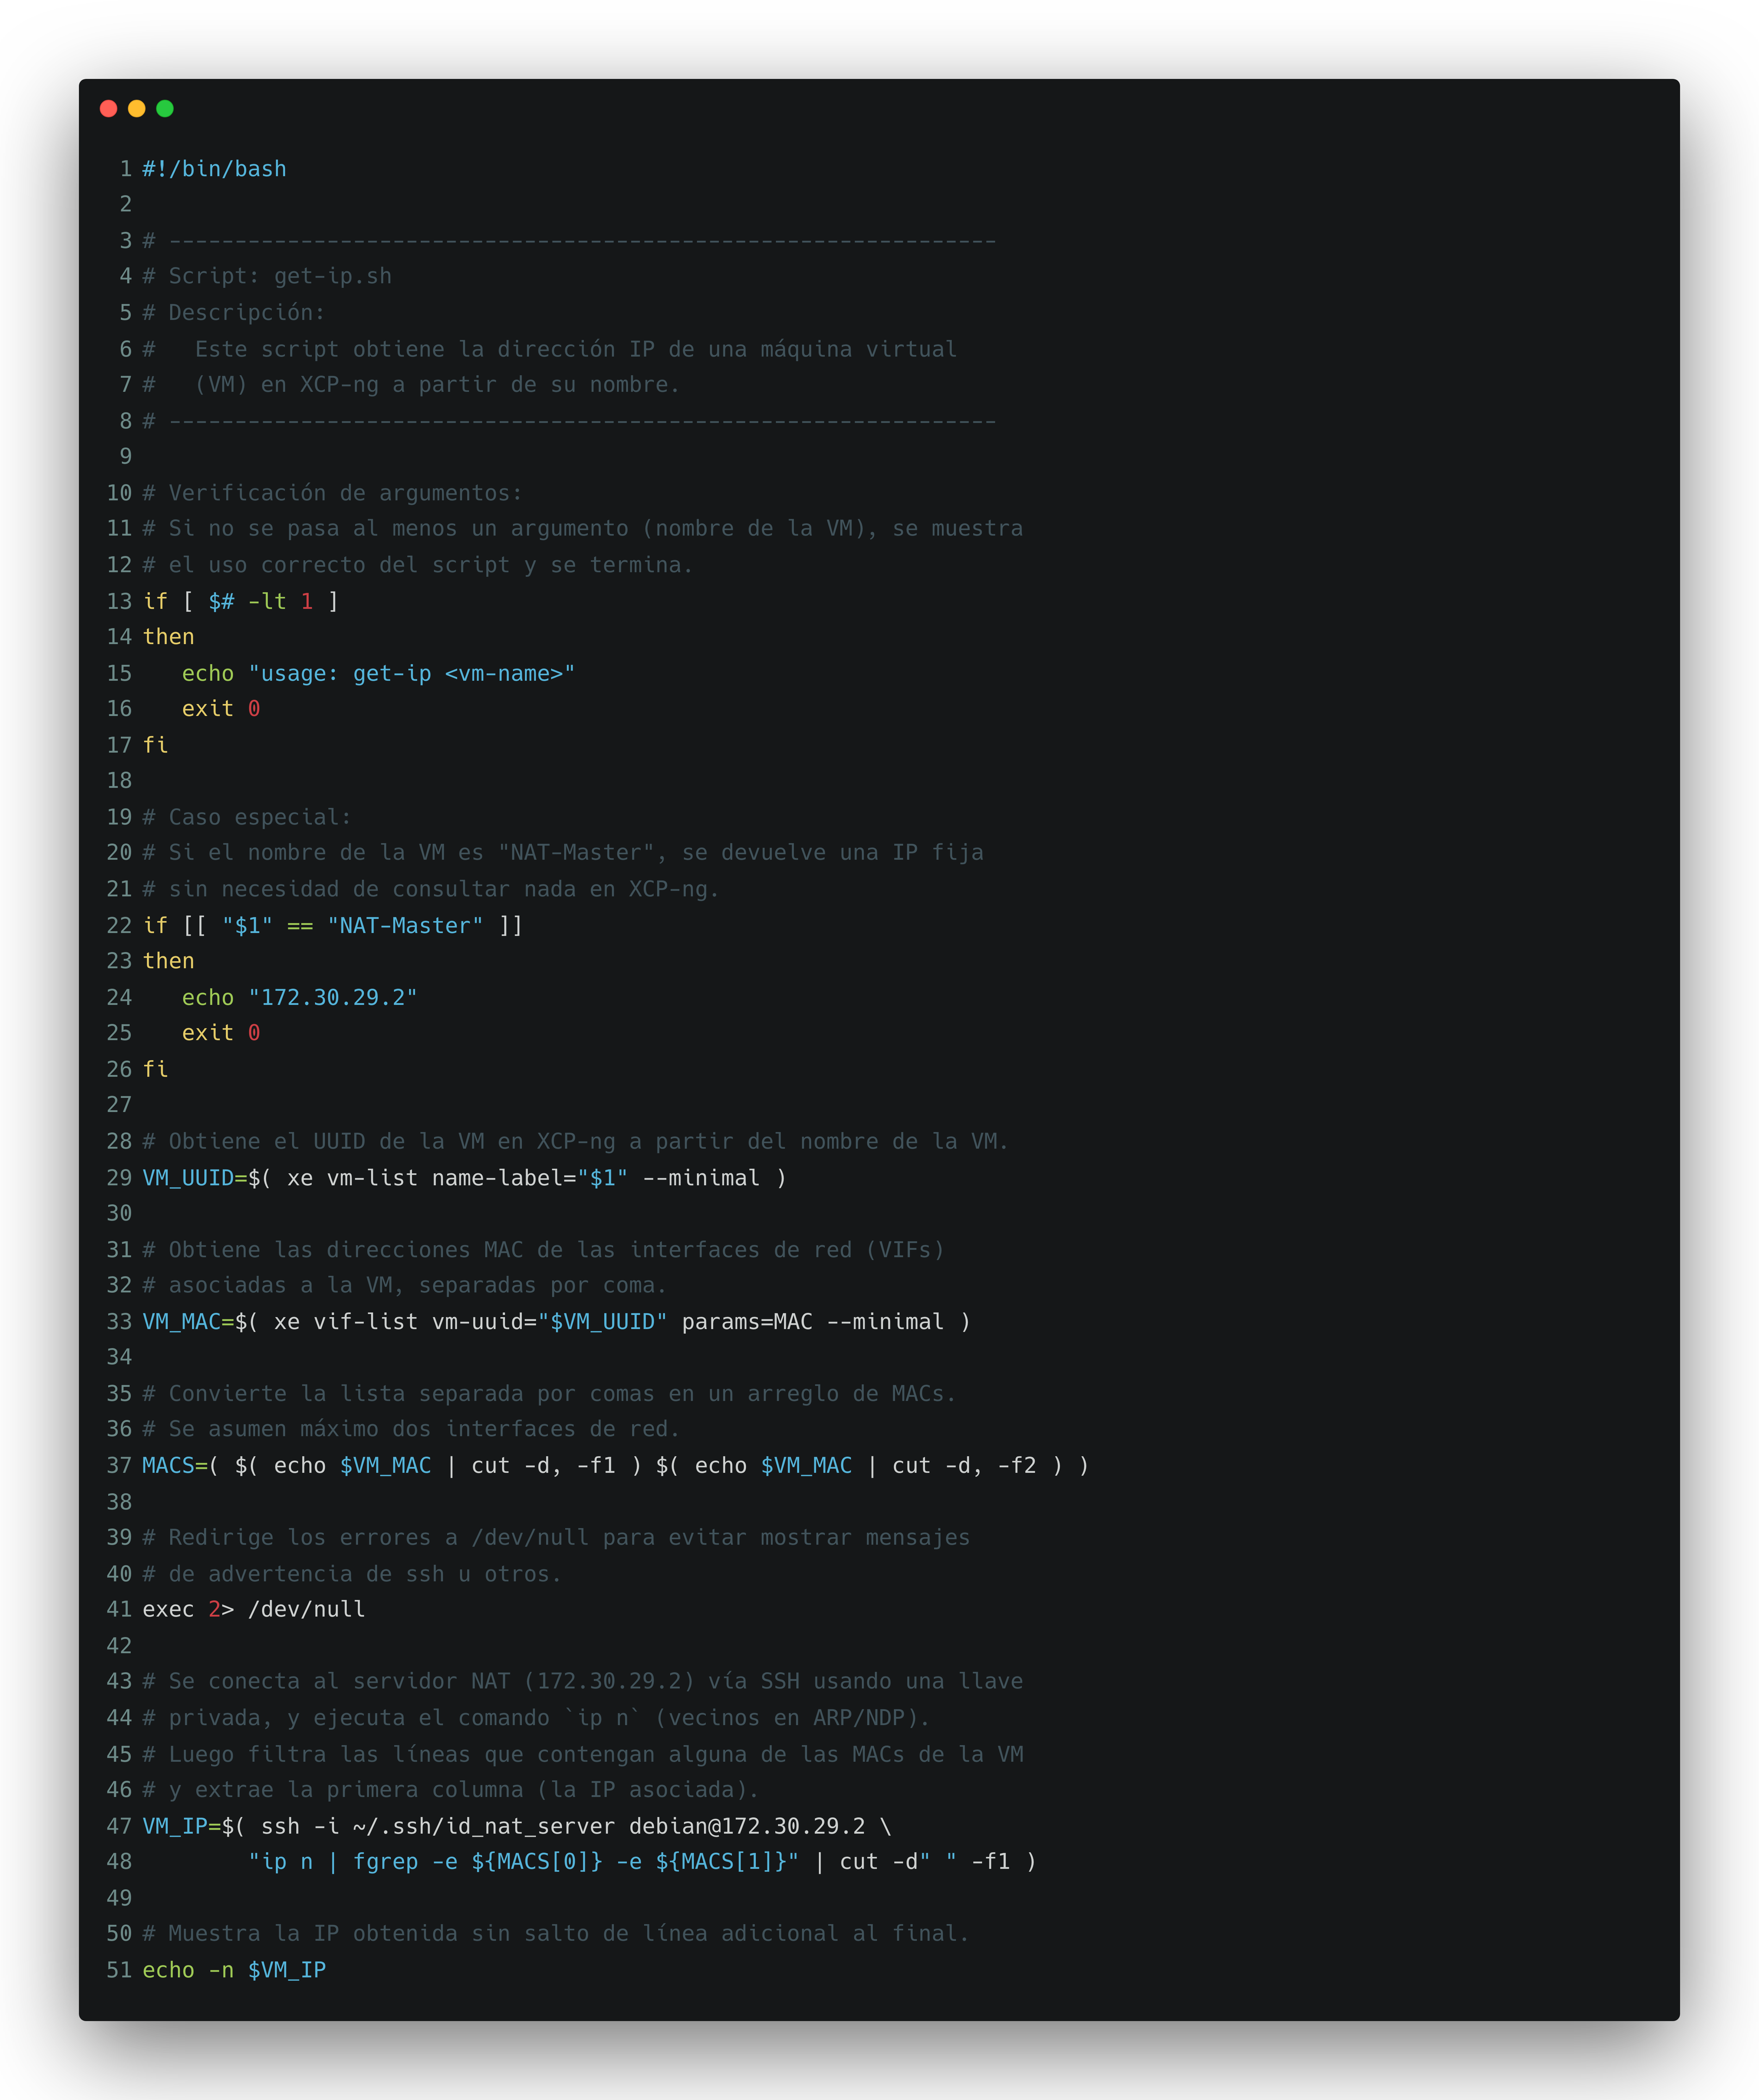 1 #!/bin/bash
2
3 # ---------------------------------------------------------------
4 # Script: get-ip.sh
5 # Descripción:
6 #   Este script obtiene la dirección IP de una máquina virtual
7 #   (VM) en XCP-ng a partir de su nombre.
8 # ---------------------------------------------------------------
9
10 # Verificación de argumentos:
11 # Si no se pasa al menos un argumento (nombre de la VM), se muestra
12 # el uso correcto del script y se termina.
13 if [ $# -lt 1 ]
14 then
15    echo "usage: get-ip <vm-name>"
16    exit 0
17 fi
18
19 # Caso especial:
20 # Si el nombre de la VM es "NAT-Master", se devuelve una IP fija
21 # sin necesidad de consultar nada en XCP-ng.
22 if [[ "$1" == "NAT-Master" ]]
23 then
24    echo "172.30.29.2"
25    exit 0
26 fi
27
28 # Obtiene el UUID de la VM en XCP-ng a partir del nombre de la VM.
29 VM_UUID=$( xe vm-list name-label="$1" --minimal )
30
31 # Obtiene las direcciones MAC de las interfaces de red (VIFs)
32 # asociadas a la VM, separadas por coma.
33 VM_MAC=$( xe vif-list vm-uuid="$VM_UUID" params=MAC --minimal )
34
35 # Convierte la lista separada por comas en un arreglo de MACs.
36 # Se asumen máximo dos interfaces de red.
37 MACS=( $( echo $VM_MAC | cut -d, -f1 ) $( echo $VM_MAC | cut -d, -f2 ) )
38
39 # Redirige los errores a /dev/null para evitar mostrar mensajes
40 # de advertencia de ssh u otros.
41 exec 2> /dev/null
42
43 # Se conecta al servidor NAT (172.30.29.2) vía SSH usando una llave
44 # privada, y ejecuta el comando `ip n` (vecinos en ARP/NDP).
45 # Luego filtra las líneas que contengan alguna de las MACs de la VM
46 # y extrae la primera columna (la IP asociada).
47 VM_IP=$( ssh -i ~/.ssh/id_nat_server debian@172.30.29.2 \
48         "ip n | fgrep -e ${MACS[0]} -e ${MACS[1]}" | cut -d" " -f1 )
49
50 # Muestra la IP obtenida sin salto de línea adicional al final.
51 echo -n $VM_IP